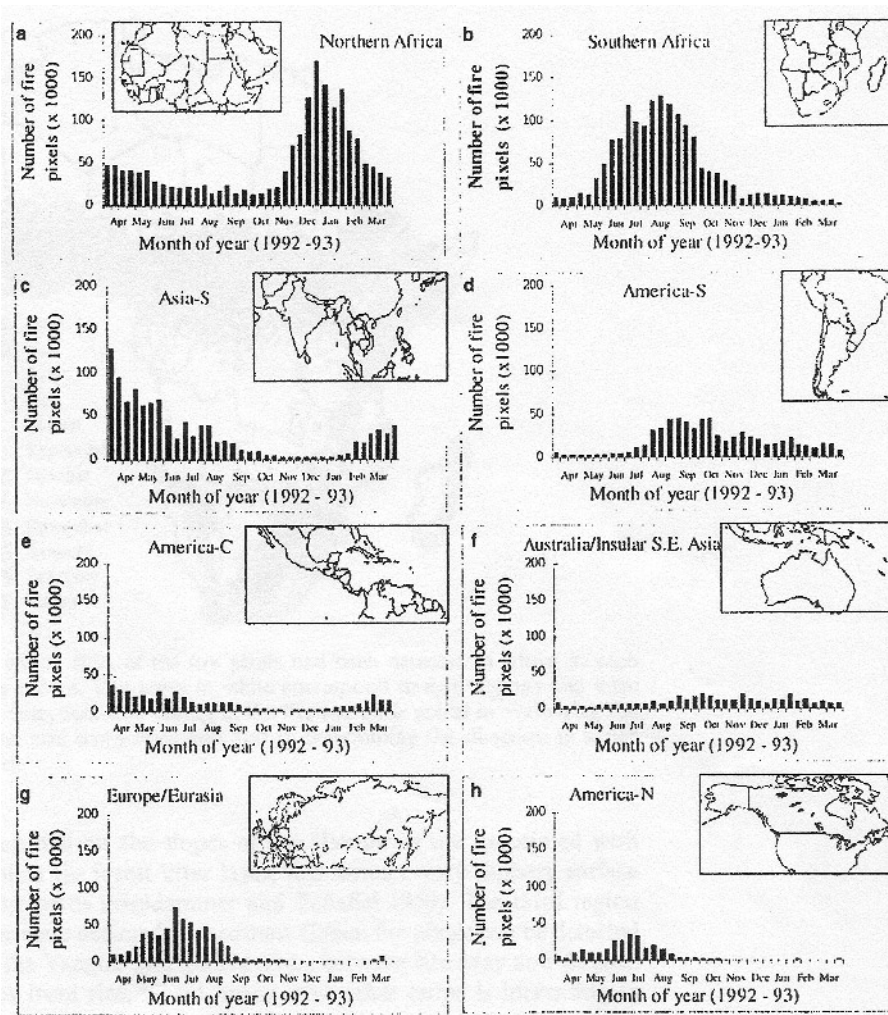 a
Northern Africa
Number of fire
pixels (x 1000)
200
150
100
50
0
Apr May Jun Jul Aug Sep Oct Nov Dec Jan Feb Mar
Month of year (1992 -93)
b
Southern Africa
Number of fire
pixels (x 1000)
200
150
100
50
0
Apr May Jun Jul Aug Sep Oct Nov Dec Jan Feb Mar
Month of year (1992 -93)
c
Asia-S
Number of fire
pixels (x 1000)
200
150
100
50
0
Apr May Jun Jul Aug Sep Oct Nov Dec Jan Feb Mar
Month of year (1992 - 93)
d
America-S
Number of fire
pixels (x 1000)
200
150
100
50
0
Apr May Jun Jul Aug Sep Oct Nov Dec Jan Feb Mar
Month of year (1992 - 93)
e
America-C
Number of fire
pixels (x 1000)
200
150
100
50
0
Apr May Jun Jul Aug Sep Oct Nov Dec Jan Feb Mar
Month of year (1992 - 93)
f
Australia/Insular S.E. Asia
Number of fire
pixels (x 1000)
200
150
100
50
0
Apr May Jun Jul Aug Sep Oct Nov Dec Jan Feb Mar
Month of year (1992 - 93)
g
Europe/Eurasia
Number of fire
pixels (x 1000)
200
150
100
50
0
Apr May Jun Jul Aug Sep Oct Nov Dec Jan Feb Mar
Month of year (1992 - 93)
h
America-N
Number of fire
pixels (x 1000)
200
150
100
50
0
Apr May Jun Jul Aug Sep Oct Nov Dec Jan Feb Mar
Month of year (1992 - 93)